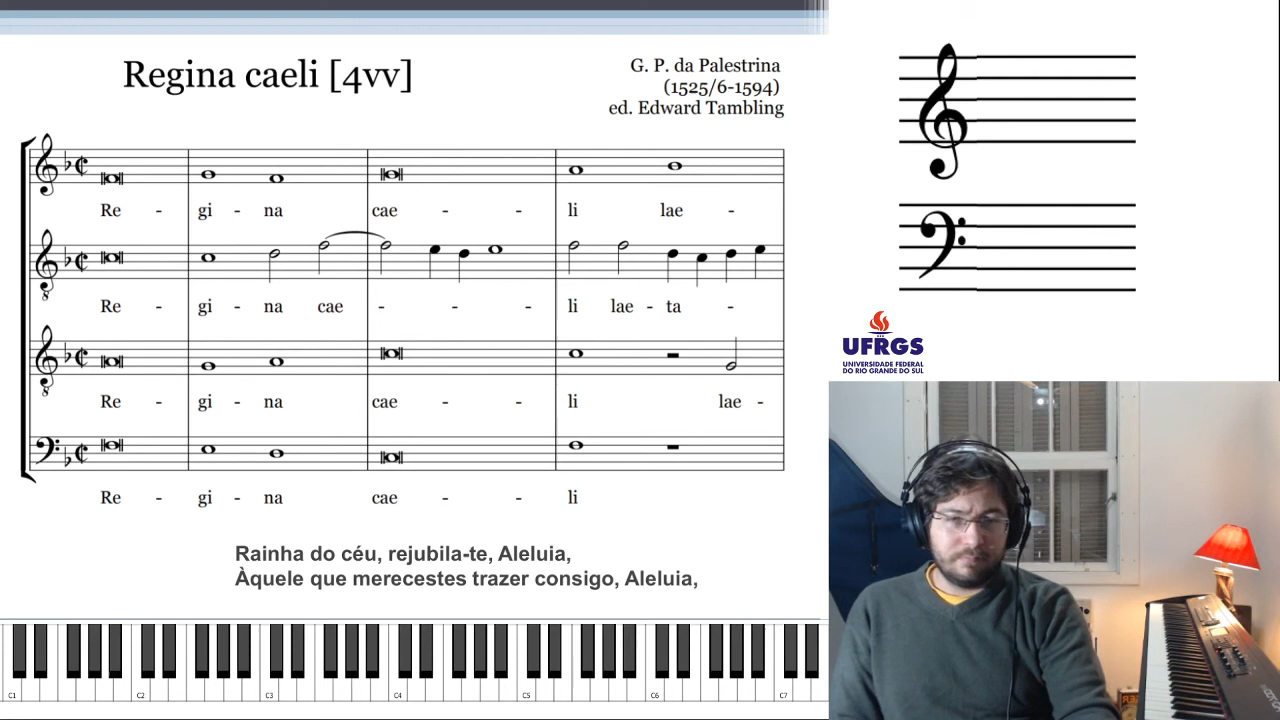 Regina caeli [4vv]
G. P. da Palestrina
(1525/6-1594)
ed. Edward Tambling
Re - gi - na cae - - li lae -
Re - gi - na cae - - - li lae - ta -
Re - gi - na cae - - li lae -
Re - gi - na cae - - li
Rainha do céu, rejubila-te, Aleluia,
Àquele que merecestes trazer consigo, Aleluia,
C1 C2 C3 C4 C5 C6 C7
UFRGS
UNIVERSIDADE FEDERAL
DO RIO GRANDE DO SUL